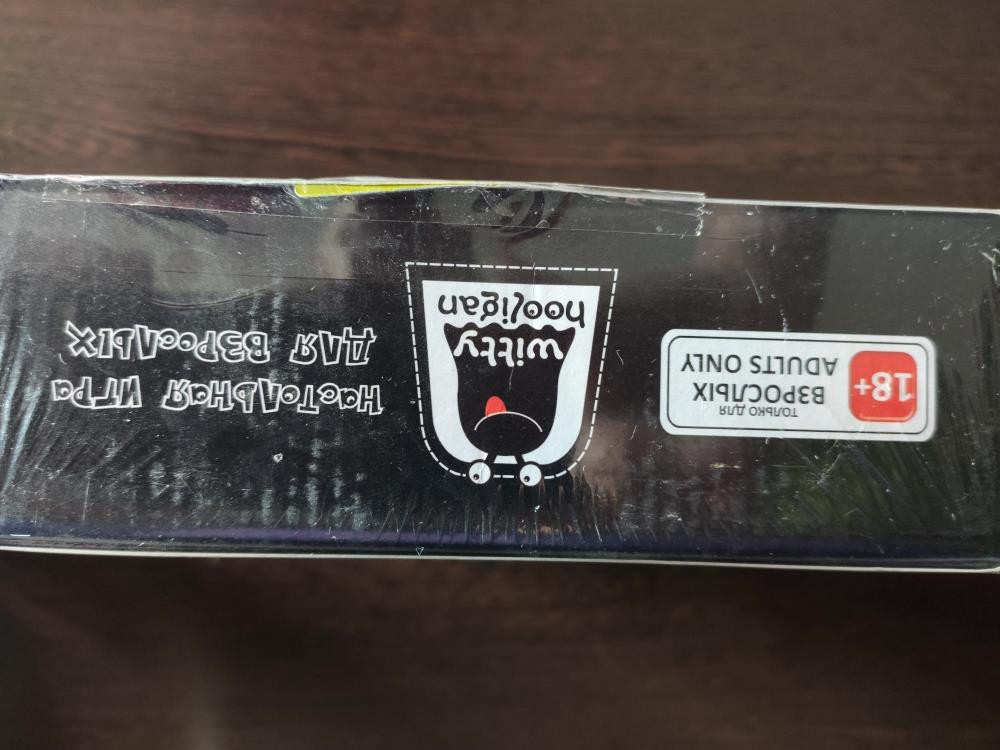 18+
ТОЛЬКО ДЛЯ
ВЗРОСЛЫХ
ADULTS ONLY
witty
hooligan
НАСТОЛЬНАЯ ИГРА
ДЛЯ ВЗРОСЛЫХ